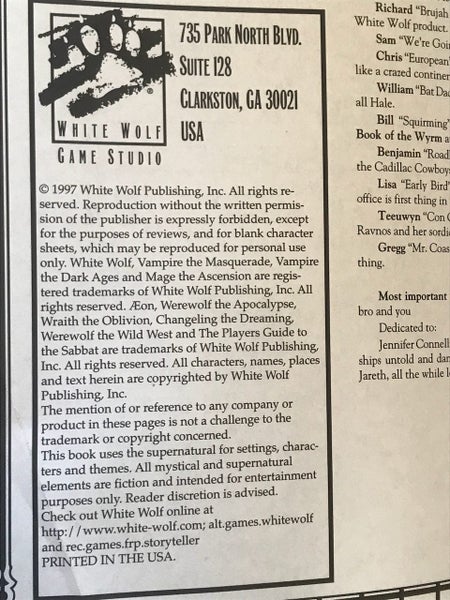 735 PARK NORTH BLVD.
SUITE 128
CLARKSTON, GA 30021
USA
WHITE WOLF
GAME STUDIO
© 1997 White Wolf Publishing, Inc. All rights re-
served. Reproduction without the written permis-
sion of the publisher is expressly forbidden, except
for the purposes of reviews, and for blank character
sheets, which may be reproduced for personal use
only. White Wolf, Vampire the Masquerade, Vampire
the Dark Ages and Mage the Ascension are regis-
tered trademarks of White Wolf Publishing, Inc. All
rights reserved. Æon, Werewolf the Apocalypse,
Wraith the Oblivion, Changeling the Dreaming,
Werewolf the Wild West and The Players Guide to
the Sabbat are trademarks of White Wolf Publishing,
Inc. All rights reserved. All characters, names, places
and text herein are copyrighted by White Wolf
Publishing, Inc.
The mention of or reference to any company or
product in these pages is not a challenge to the
trademark or copyright concerned.
This book uses the supernatural for settings, charac-
ters and themes. All mystical and supernatural
elements are fiction and intended for entertainment
purposes only. Reader discretion is advised.
Check out White Wolf online at
http://www.white-wolf.com; alt.games.whitewolf
and rec.games.frp.storyteller
PRINTED IN THE USA.
Richard "Brujah
White Wolf product.
Sam "We're Goi
Chris "European"
like a crazed continen
William "Bat Dad
all Hale.
Bill "Squirming"
Book of the Wyrm a
Benjamin "Road
the Cadillac Cowboy
Lisa "Early Bird"
office is first thing in
Teeuwyn "Con
Ravnos and her sordi
Gregg "Mr. Coas
thing.
Most important
bro and you
Dedicated to:
Jennifer Connell
ships untold and dan
Jareth, all the while l